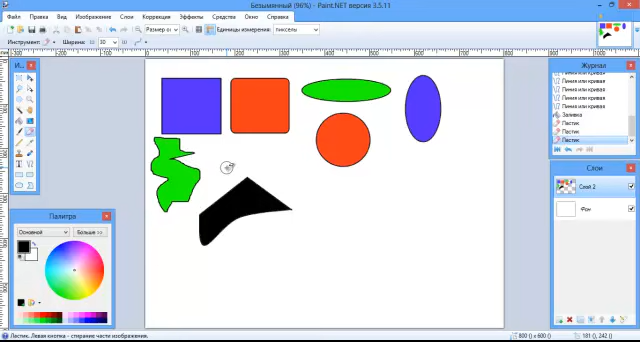 Безымянный (96%) - Paint.NET версия 3.5.11
Файл Правка Вид Изображение Слои Коррекция Эффекты Средства Окно Справка
Размер ок Единицы измерения: пикселы
Инструмент Ширина: 30
И...
Журнал
Линия или кривая
Линия или кривая
Линия или кривая
Линия или кривая
Заливка
Ластик
Ластик
Ластик
Слои
Слой 2
Фон
Палитра
Основной Больше >>
Ластик. Левая кнопка - стирание части изображения.
800 () x 600 ()
181 (), 242 ()